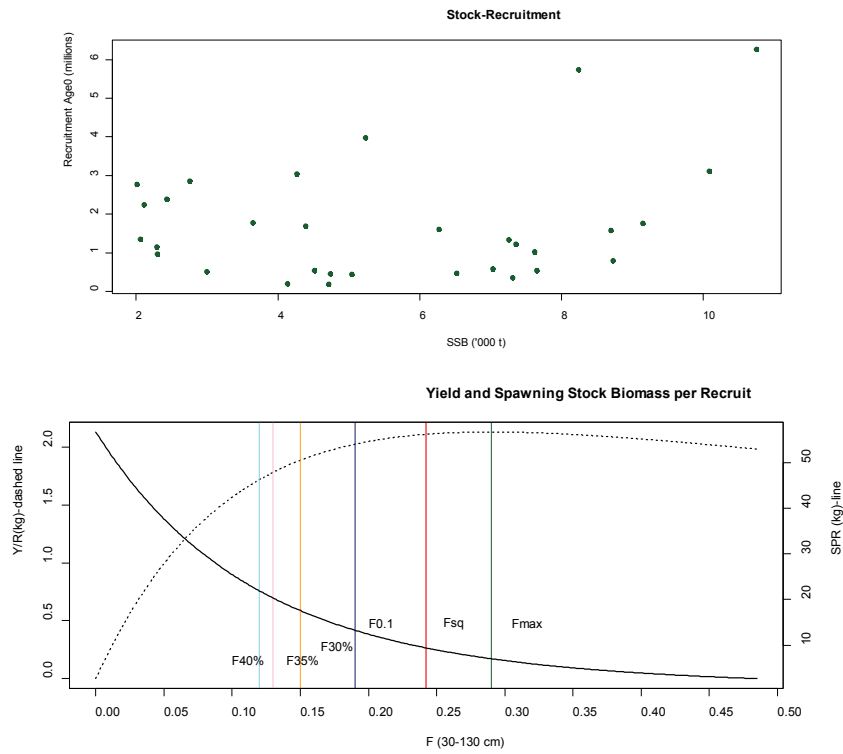 Stock-Recruitment
Recruitment Age0 (millions)
6
5
4
3
2
1
0
2 4 6 8 10
SSB ('000 t)
Yield and Spawning Stock Biomass per Recruit
Y/R(kg)-dashed line
2.0
1.5
1.0
0.5
0.0
F40% F35% F30% F0.1 Fsq Fmax
50
40
30
20
10
SPR (kg)-line
0.00 0.05 0.10 0.15 0.20 0.25 0.30 0.35 0.40 0.45 0.50
F (30-130 cm)